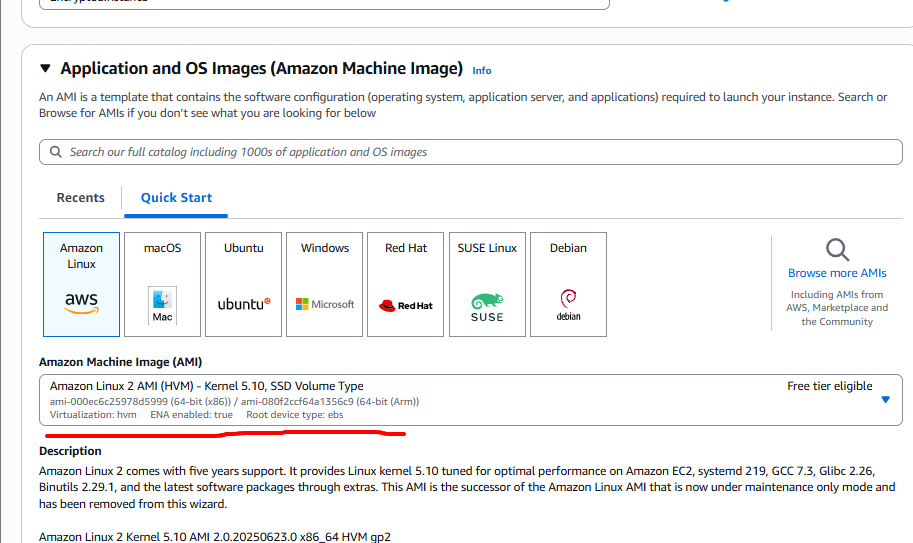 Application and OS Images (Amazon Machine Image) Info
An AMI is a template that contains the software configuration (operating system, application server, and applications) required to launch your instance. Search or
Browse for AMIs if you don't see what you are looking for below
Search our full catalog including 1000s of application and OS images
Recents
Quick Start
Amazon
Linux
aws
macOS
Mac
Ubuntu
ubuntu
Windows
Microsoft
Red Hat
Red Hat
SUSE Linux
SUSE
Debian
debian
Browse more AMIs
Including AMIs from
AWS, Marketplace and
the Community
Amazon Machine Image (AMI)
Amazon Linux 2 AMI (HVM) - Kernel 5.10, SSD Volume Type
Free tier eligible
ami-000ec6c25978d5999 (64-bit (x86)) / ami-080f2ccf64a1356c9 (64-bit (Arm))
Virtualization: hvm ENA enabled: true Root device type: ebs
Description
Amazon Linux 2 comes with five years support. It provides Linux kernel 5.10 tuned for optimal performance on Amazon EC2, systemd 219, GCC 7.3, Glibc 2.26,
Binutils 2.29.1, and the latest software packages through extras. This AMI is the successor of the Amazon Linux AMI that is now under maintenance only mode and
has been removed from this wizard.
Amazon Linux 2 Kernel 5.10 AMI 2.0.20250623.0 x86_64 HVM gp2